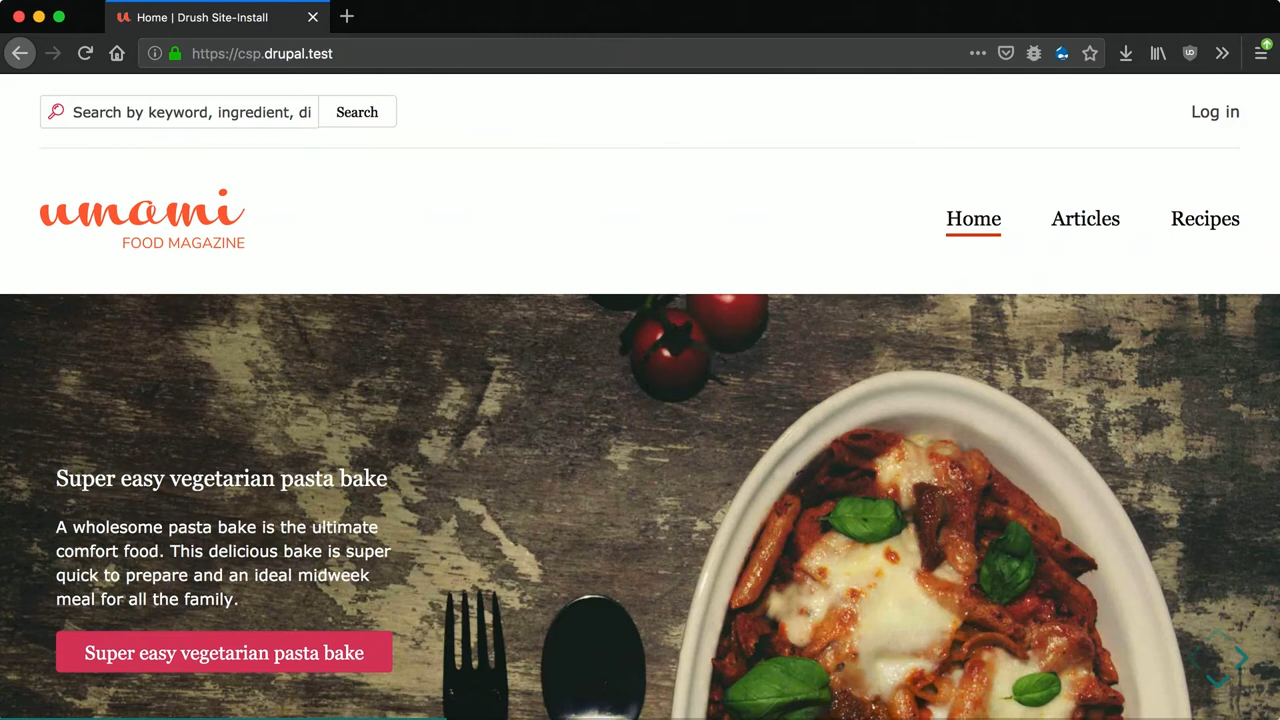 Home | Drush Site-Install
https://csp.drupal.test
Search by keyword, ingredient, di
Search
Log in
umami
FOOD MAGAZINE
Home
Articles
Recipes
Super easy vegetarian pasta bake
A wholesome pasta bake is the ultimate
comfort food. This delicious bake is super
quick to prepare and an ideal midweek
meal for all the family.
Super easy vegetarian pasta bake